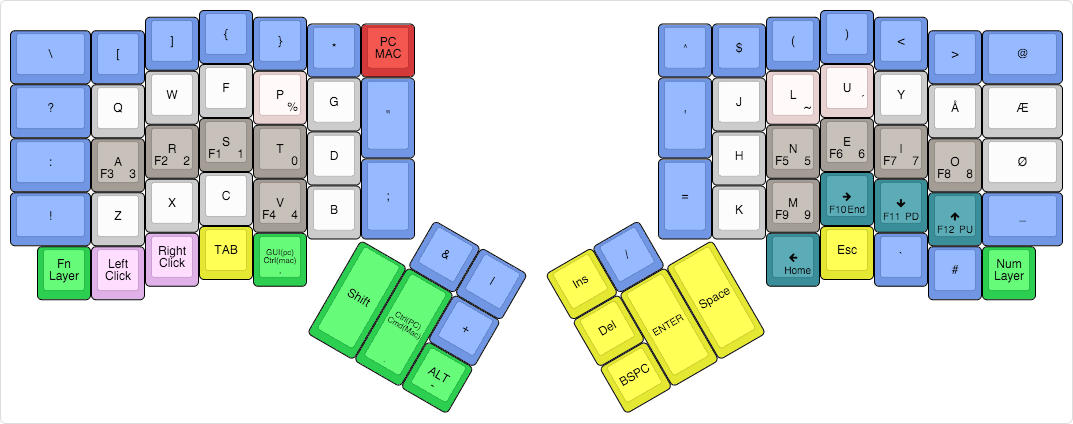 \ [ ] { } * PC
MAC
^ $ ( ) < > @
? Q W F P % G "
' J L ~ U ´ Y Å Æ
: A F3 3 R F2 2 S F1 1 T 0 D
H N F5 5 E F6 6 I F7 7 O F8 8 Ø
! Z X C V F4 4 B ;
= K M F9 9 → F10 End ↓ F11 PD ↑ F12 PU _
Fn
Layer
Left
Click
Right
Click
TAB
GUI(pc)
Ctrl(mac)
,
← Home
Esc
`
#
Num
Layer
& /
Shift
Ctrl(PC)
Cmd(Mac)
.
+
ALT
-
Ins |
Del
ENTER
Space
BSPC